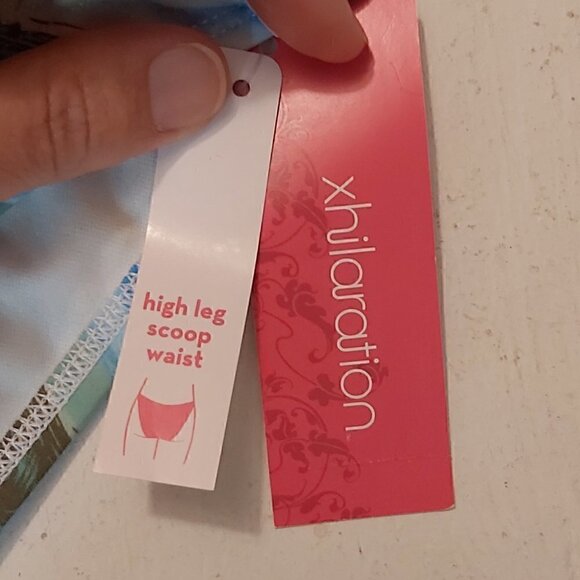 high leg
scoop
waist
xhilaration